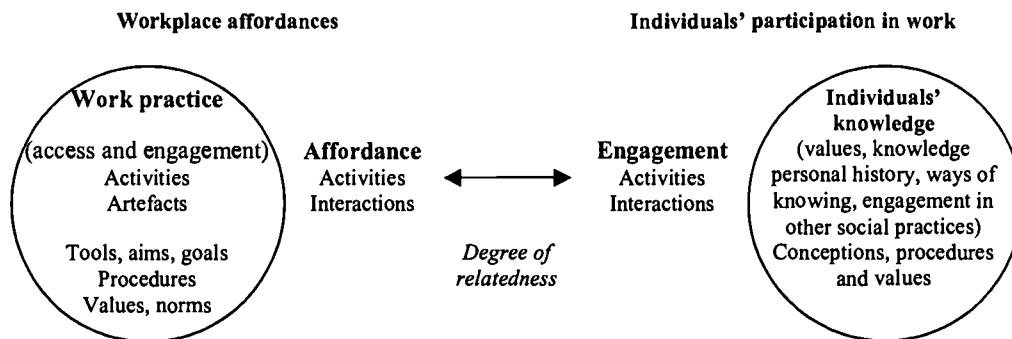 Workplace affordances
Individuals' participation in work
Work practice
(access and engagement)
Activities
Artefacts
Tools, aims, goals
Procedures
Values, norms
Affordance
Activities
Interactions
Degree of
relatedness
Engagement
Activities
Interactions
Individuals'
knowledge
(values, knowledge
personal history, ways of
knowing, engagement in
other social practices)
Conceptions, procedures
and values